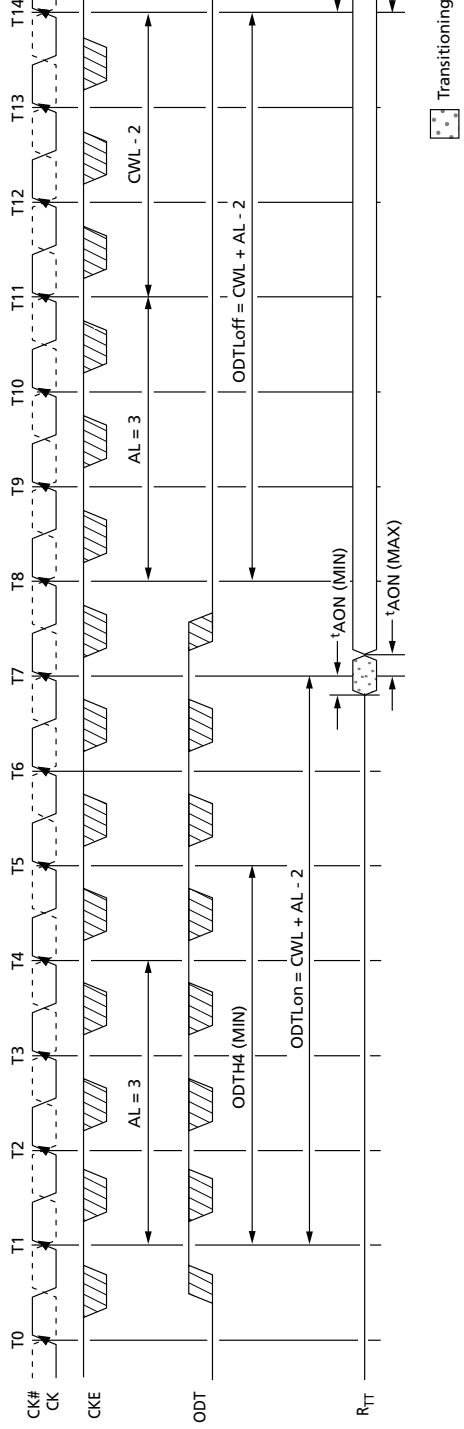 T0 T1 T2 T3 T4 T5 T6 T7 T8 T9 T10 T11 T12 T13 T14
CK#
CK
CKE
AL = 3
AL = 3
CWL - 2
ODT
ODTH4 (MIN)
ODTLoff = CWL + AL - 2
ODTLon = CWL + AL - 2
tAON (MIN)
tAON (MAX)
RTT
Transitioning